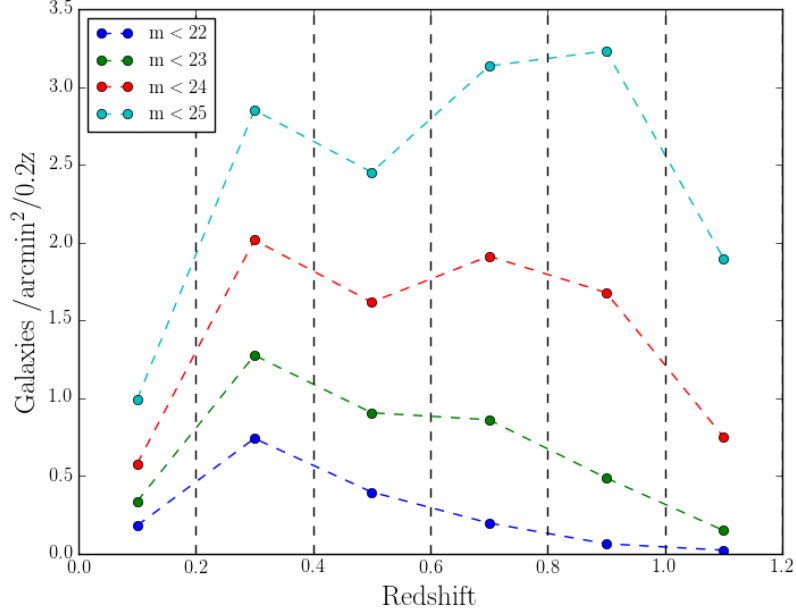 3.5
3.0
2.5
2.0
1.5
1.0
0.5
0.0
Galaxies /arcmin²/0.2z
m < 22
m < 23
m < 24
m < 25
0.0 0.2 0.4 0.6 0.8 1.0 1.2
Redshift